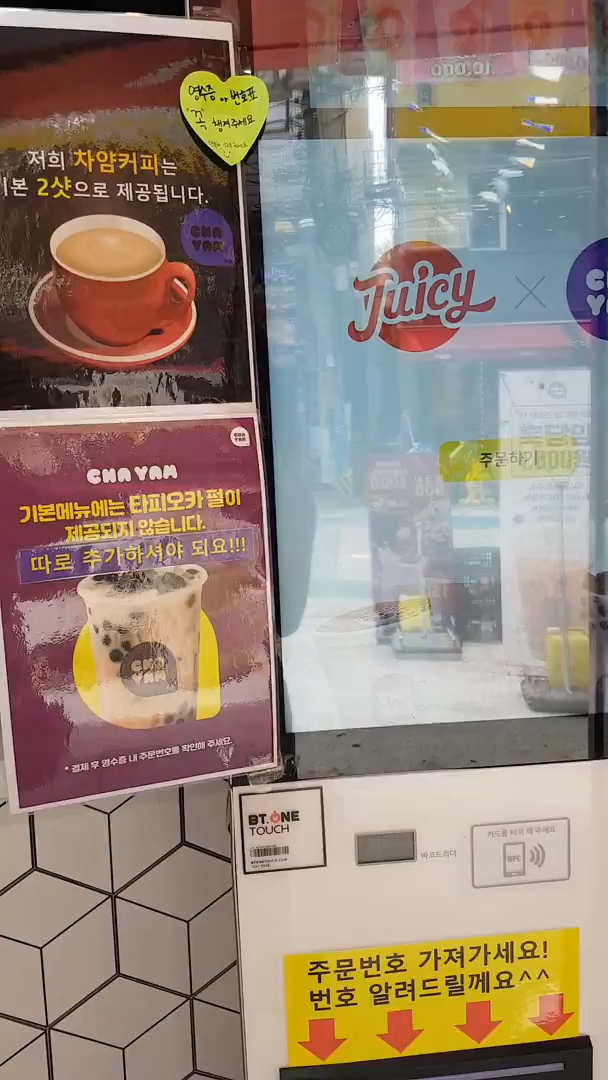 영수증, 번호표
"꼭" 챙겨주세요
저희 차얌커피는
기본 2샷으로 제공됩니다.
CHA YAM
CHA YAM
CHA YAM
기본메뉴에는 타피오카 펄이
제공되지 않습니다.
따로 추가하셔야 되요!!!
CHA YAM
* 결제 후 영수증 내 주문번호를 확인해 주세요
10,000
Juicy ×
주문하기
BT.ONE
TOUCH
바코드리더
카드를 터치 해 주세요
NFC
주문번호 가져가세요!
번호 알려드릴께요^^